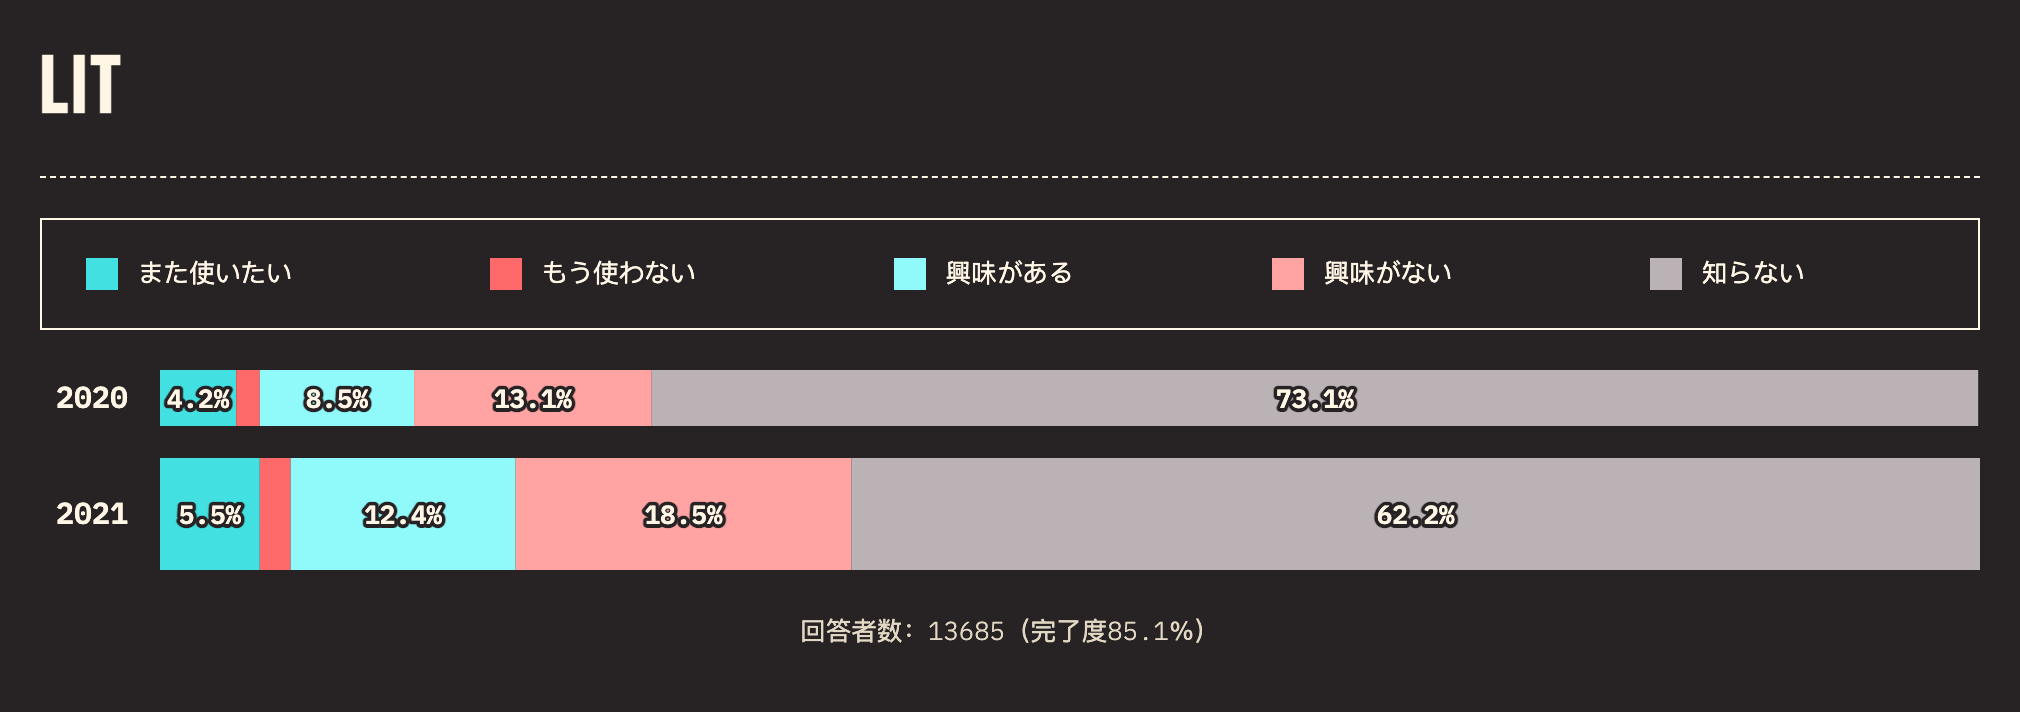 LIT
また使いたい もう使わない 興味がある 興味がない 知らない
2020 4.2% 8.5% 13.1% 73.1%
2021 5.5% 12.4% 18.5% 62.2%
回答者数: 13685 (完了度85.1%)